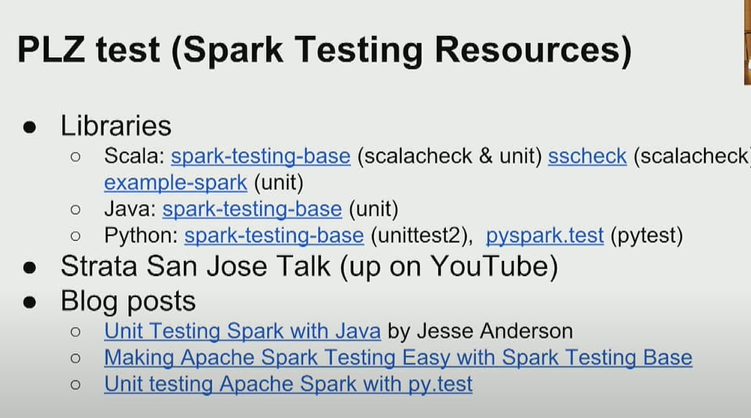 PLZ test (Spark Testing Resources)
● Libraries
○ Scala: spark-testing-base (scalacheck & unit) sscheck (scalacheck)
example-spark (unit)
○ Java: spark-testing-base (unit)
○ Python: spark-testing-base (unittest2), pyspark.test (pytest)
● Strata San Jose Talk (up on YouTube)
● Blog posts
○ Unit Testing Spark with Java by Jesse Anderson
○ Making Apache Spark Testing Easy with Spark Testing Base
○ Unit testing Apache Spark with py.test